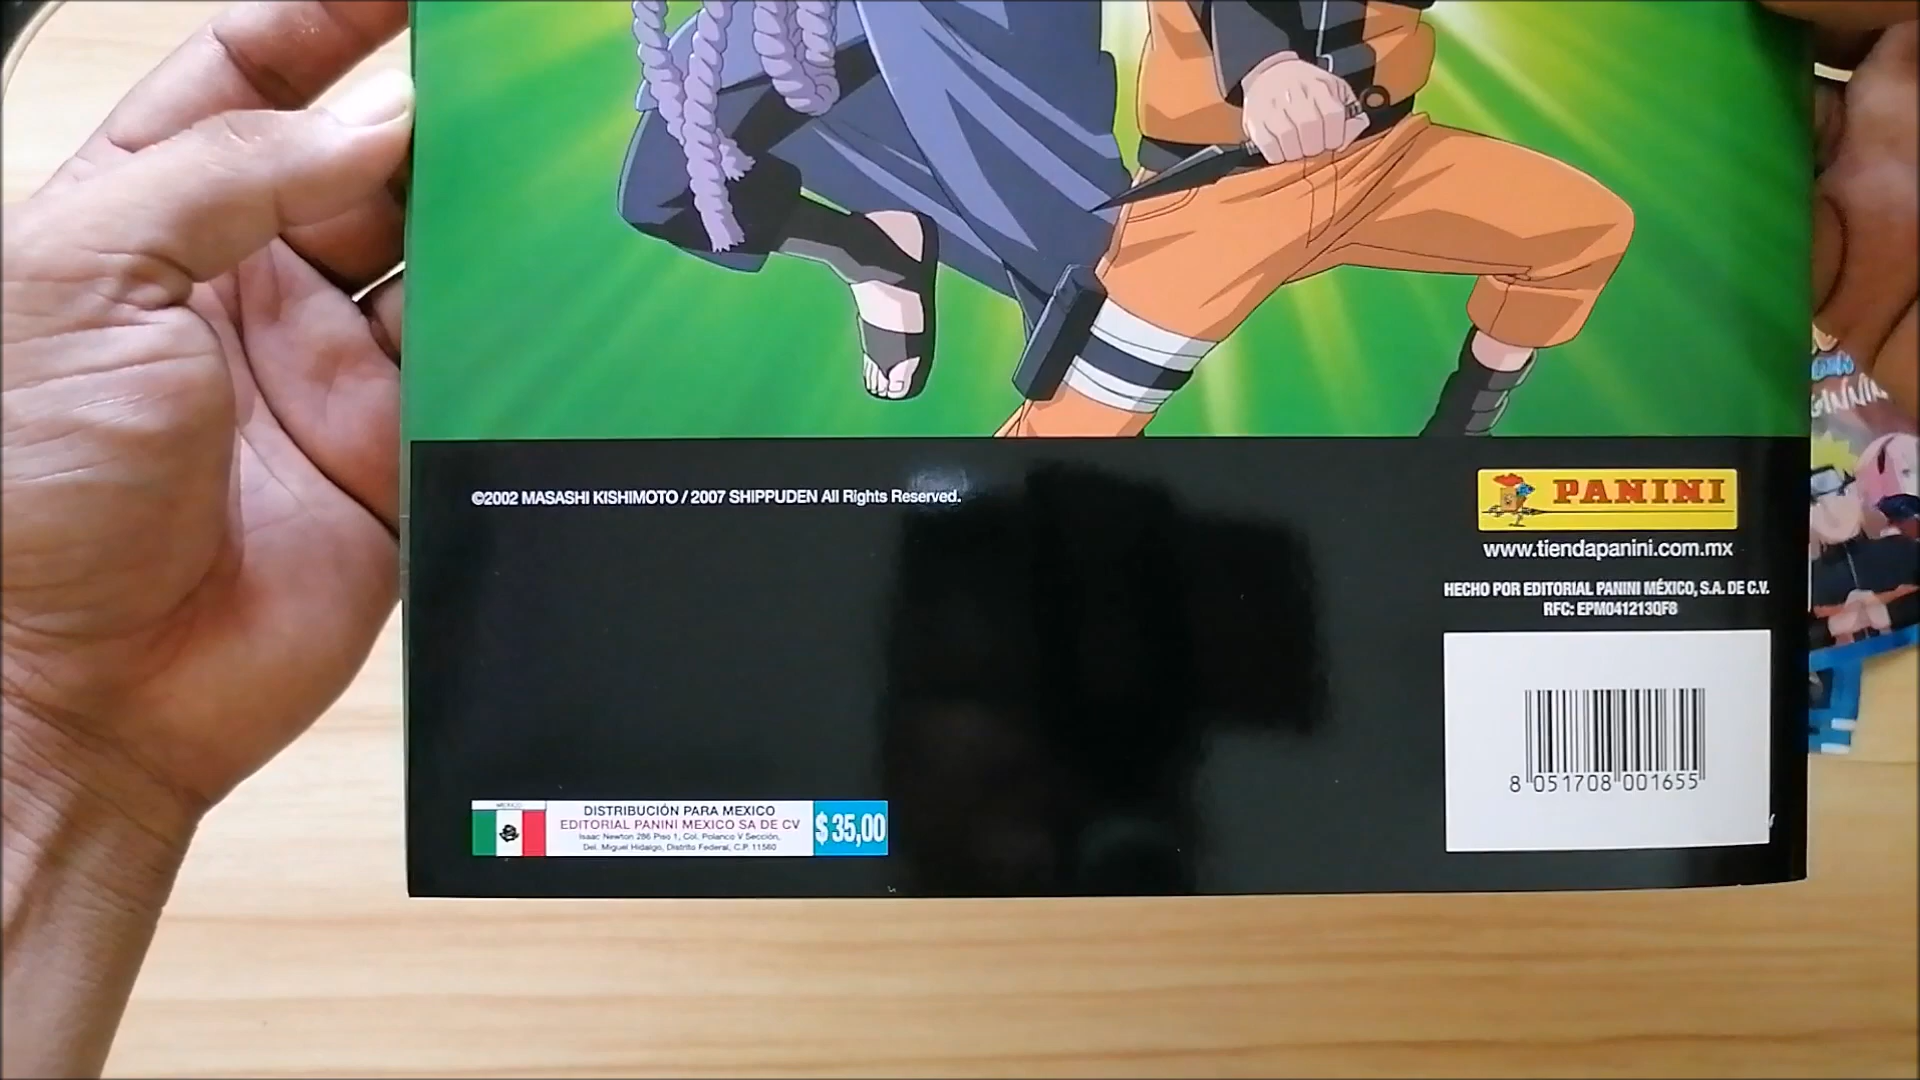 ©2002 MASASHI KISHIMOTO / 2007 SHIPPUDEN All Rights Reserved.
PANINI
www.tiendapanini.com.mx
HECHO POR EDITORIAL PANINI MÉXICO, S.A. DE C.V.
RFC: EPM041213QF8
8 051708 001655
MEXICO
DISTRIBUCIÓN PARA MEXICO
EDITORIAL PANINI MEXICO SA DE CV
Isaac Newton 286 Piso 1, Col. Polanco V Sección,
Del. Miguel Hidalgo, Distrito Federal, C.P. 11560
$ 35,00